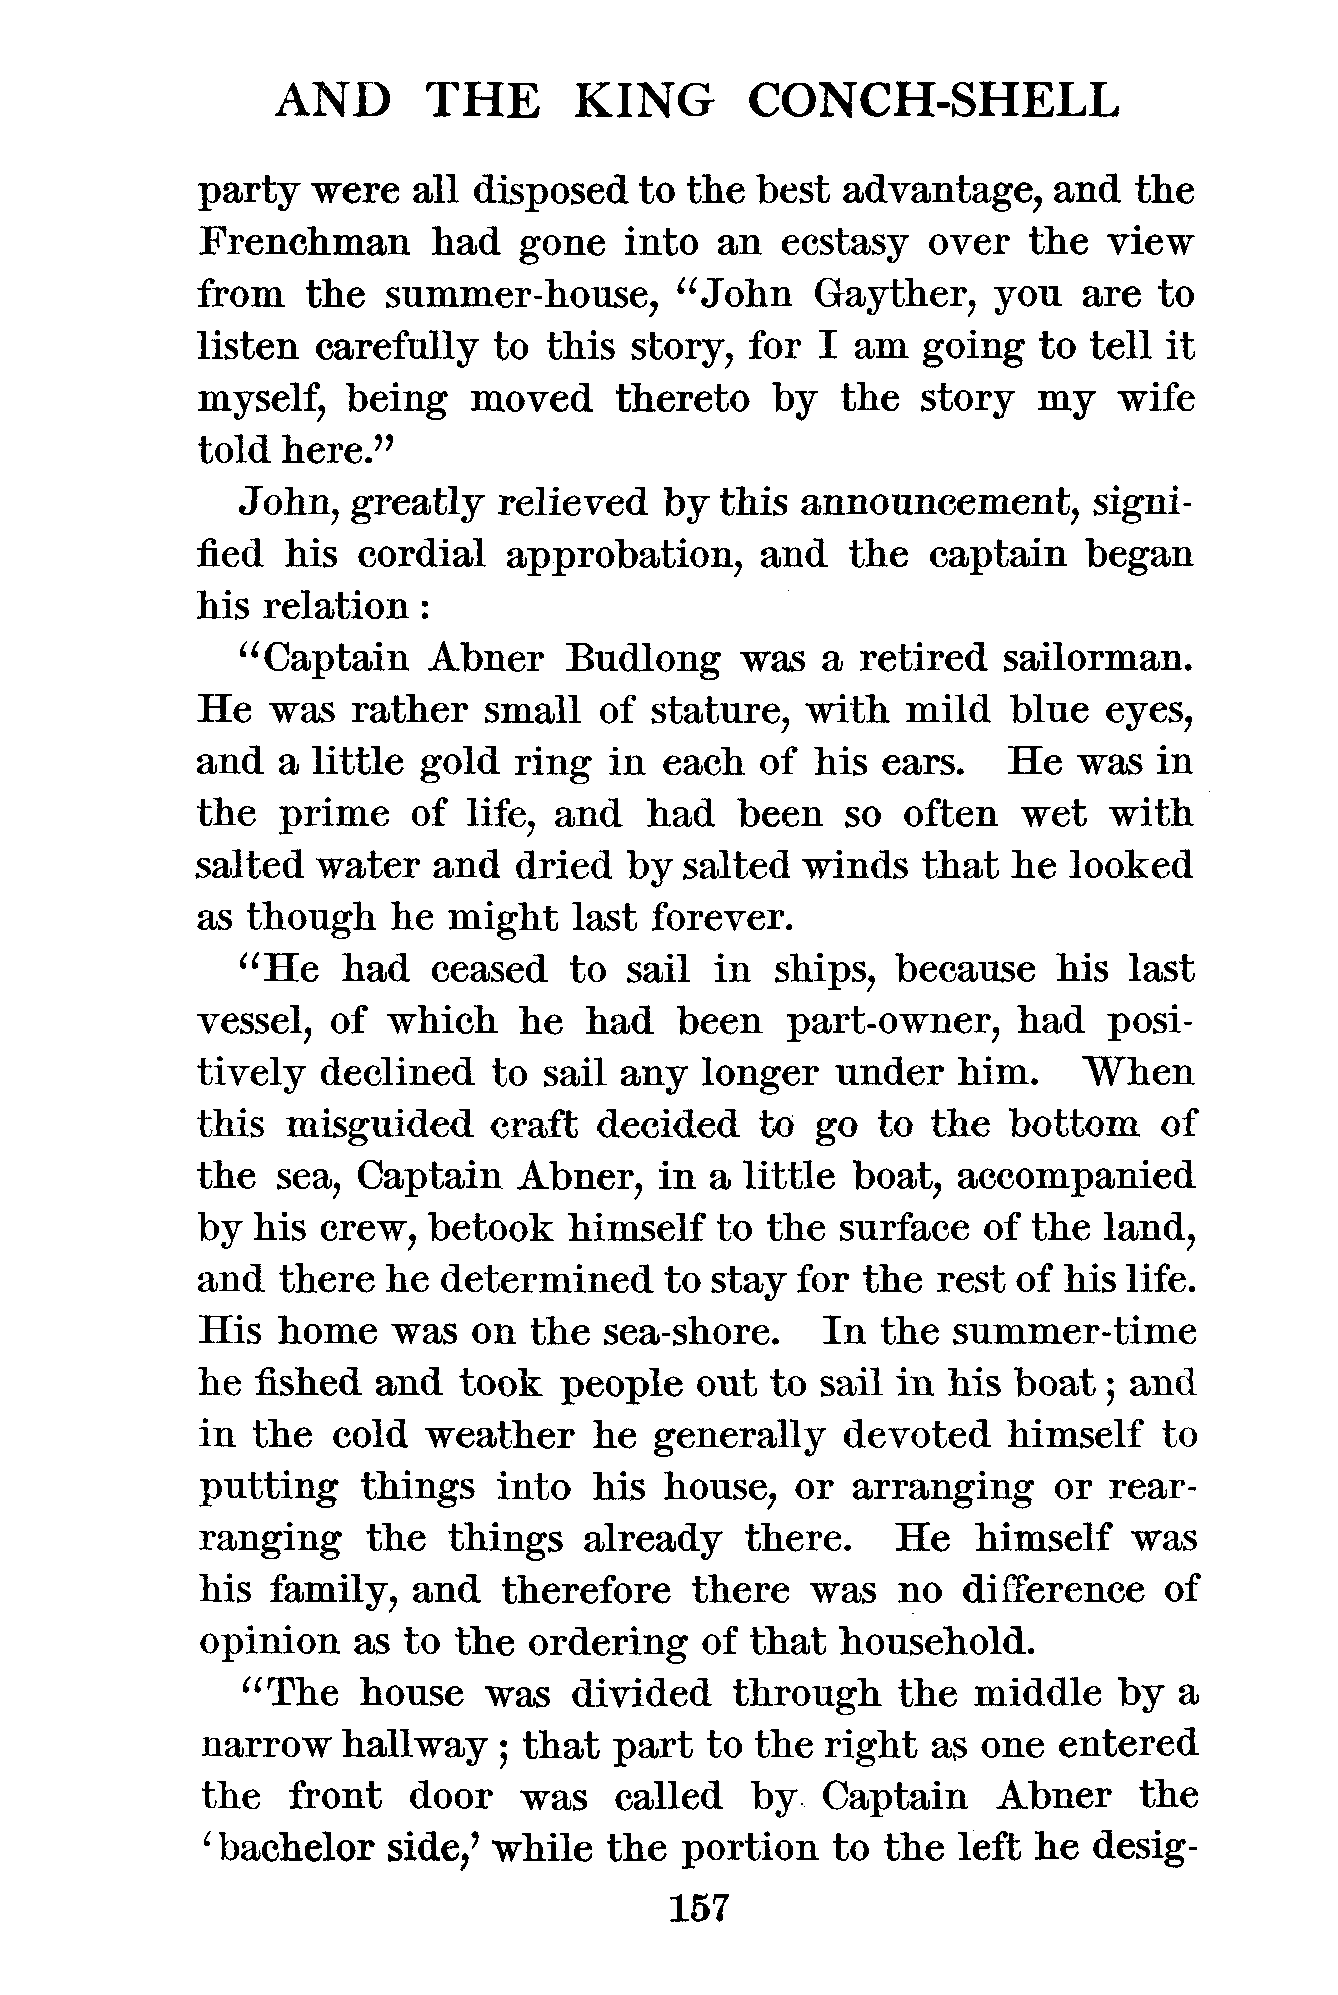 AND THE KING CONCH-SHELL
party were all disposed to the best advantage, and the
Frenchman had gone into an ecstasy over the view
from the summer-house, “John Gayther, you are to
listen carefully to this story, for I am going to tell it
myself, being moved thereto by the story my wife
told here.”
John, greatly relieved by this announcement, signi-
fied his cordial approbation, and the captain began
his relation :
“Captain Abner Budlong was a retired sailorman.
He was rather small of stature, with mild blue eyes,
and a little gold ring in each of his ears. He was in
the prime of life, and had been so often wet with
salted water and dried by salted winds that he looked
as though he might last forever.
“He had ceased to sail in ships, because his last
vessel, of which he had been part-owner, had posi-
tively declined to sail any longer under him. When
this misguided craft decided to go to the bottom of
the sea, Captain Abner, in a little boat, accompanied
by his crew, betook himself to the surface of the land,
and there he determined to stay for the rest of his life.
His home was on the sea-shore. In the summer-time
he fished and took people out to sail in his boat ; and
in the cold weather he generally devoted himself to
putting things into his house, or arranging or rear-
ranging the things already there. He himself was
his family, and therefore there was no difference of
opinion as to the ordering of that household.
“The house was divided through the middle by a
narrow hallway ; that part to the right as one entered
the front door was called by Captain Abner the
‘bachelor side,’ while the portion to the left he desig-
157